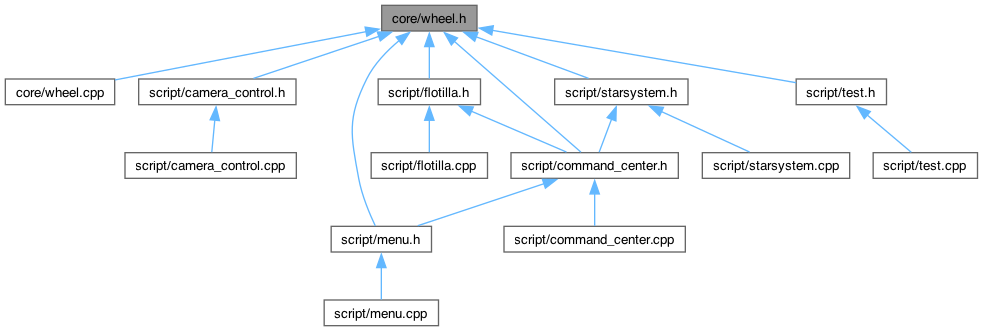 core/wheel.h
core/wheel.cpp
script/camera_control.h
script/flotilla.h
script/starsystem.h
script/test.h
script/camera_control.cpp
script/flotilla.cpp
script/command_center.h
script/starsystem.cpp
script/test.cpp
script/menu.h
script/command_center.cpp
script/menu.cpp